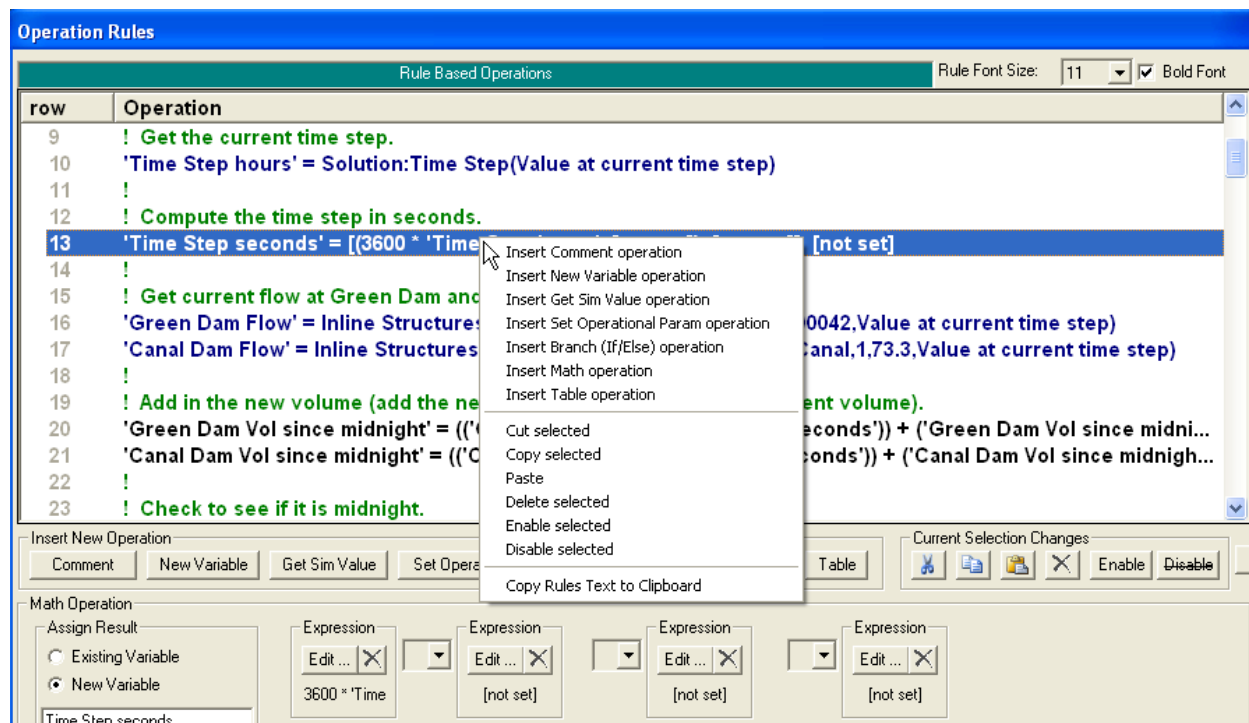 Operation Rules
Rule Based Operations Rule Font Size: 11 Bold Font
row Operation
9 ! Get the current time step.
10 'Time Step hours' = Solution:Time Step(Value at current time step)
11 !
12 ! Compute the time step in seconds.
13 'Time Step seconds' = [(3600 * 'Time [not set]
14 !
15 ! Get current flow at Green Dam and
16 'Green Dam Flow' = Inline Structures 0042,Value at current time step)
17 'Canal Dam Flow' = Inline Structures Canal,1,73.3,Value at current time step)
18 !
19 ! Add in the new volume (add the ne ent volume).
20 'Green Dam Vol since midnight' = ((' econds')) + ('Green Dam Vol since midni...
21 'Canal Dam Vol since midnight' = (('C onds')) + ('Canal Dam Vol since midnigh...
22 !
23 ! Check to see if it is midnight.
Insert Comment operation
Insert New Variable operation
Insert Get Sim Value operation
Insert Set Operational Param operation
Insert Branch (If/Else) operation
Insert Math operation
Insert Table operation
Cut selected
Copy selected
Paste
Delete selected
Enable selected
Disable selected
Copy Rules Text to Clipboard
Insert New Operation Current Selection Changes
Comment New Variable Get Sim Value Set Opera Table Enable Disable
Math Operation
Assign Result Expression Expression Expression Expression
Existing Variable Edit ... Edit ... Edit ... Edit ...
New Variable 3600 * 'Time [not set] [not set] [not set]
Time Step seconds